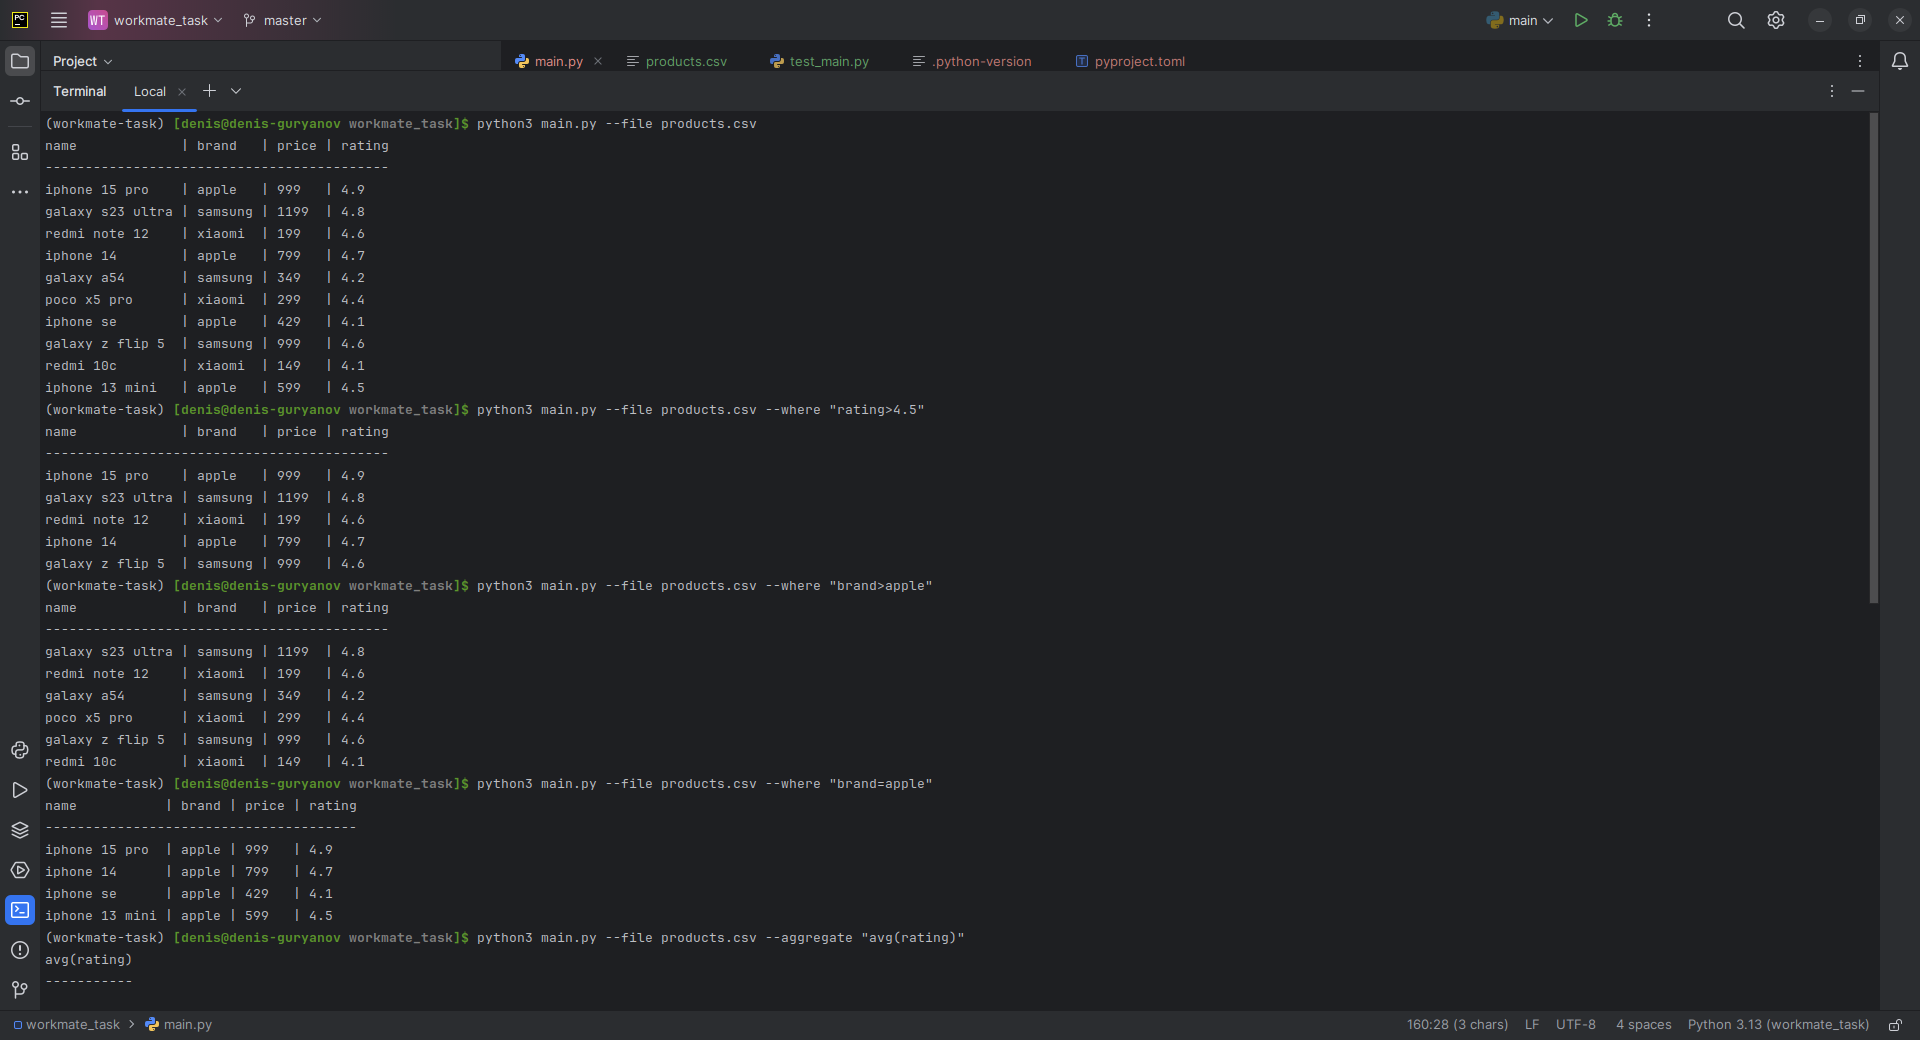 PC WT workmate_task master main
Project main.py products.csv test_main.py .python-version pyproject.toml
Terminal Local
(workmate-task) [denis@denis-guryanov workmate_task]$ python3 main.py --file products.csv
name             | brand   | price | rating
-------------------------------------------
iphone 15 pro    | apple   | 999   | 4.9
galaxy s23 ultra | samsung | 1199  | 4.8
redmi note 12    | xiaomi  | 199   | 4.6
iphone 14        | apple   | 799   | 4.7
galaxy a54       | samsung | 349   | 4.2
poco x5 pro      | xiaomi  | 299   | 4.4
iphone se        | apple   | 429   | 4.1
galaxy z flip 5  | samsung | 999   | 4.6
redmi 10c        | xiaomi  | 149   | 4.1
iphone 13 mini   | apple   | 599   | 4.5
(workmate-task) [denis@denis-guryanov workmate_task]$ python3 main.py --file products.csv --where "rating>4.5"
name             | brand   | price | rating
-------------------------------------------
iphone 15 pro    | apple   | 999   | 4.9
galaxy s23 ultra | samsung | 1199  | 4.8
redmi note 12    | xiaomi  | 199   | 4.6
iphone 14        | apple   | 799   | 4.7
galaxy z flip 5  | samsung | 999   | 4.6
(workmate-task) [denis@denis-guryanov workmate_task]$ python3 main.py --file products.csv --where "brand>apple"
name             | brand   | price | rating
-------------------------------------------
galaxy s23 ultra | samsung | 1199  | 4.8
redmi note 12    | xiaomi  | 199   | 4.6
galaxy a54       | samsung | 349   | 4.2
poco x5 pro      | xiaomi  | 299   | 4.4
galaxy z flip 5  | samsung | 999   | 4.6
redmi 10c        | xiaomi  | 149   | 4.1
(workmate-task) [denis@denis-guryanov workmate_task]$ python3 main.py --file products.csv --where "brand=apple"
name           | brand | price | rating
---------------------------------------
iphone 15 pro  | apple | 999   | 4.9
iphone 14      | apple | 799   | 4.7
iphone se      | apple | 429   | 4.1
iphone 13 mini | apple | 599   | 4.5
(workmate-task) [denis@denis-guryanov workmate_task]$ python3 main.py --file products.csv --aggregate "avg(rating)"
avg(rating)
-----------
workmate_task > main.py 160:28 (3 chars) LF UTF-8 4 spaces Python 3.13 (workmate_task)